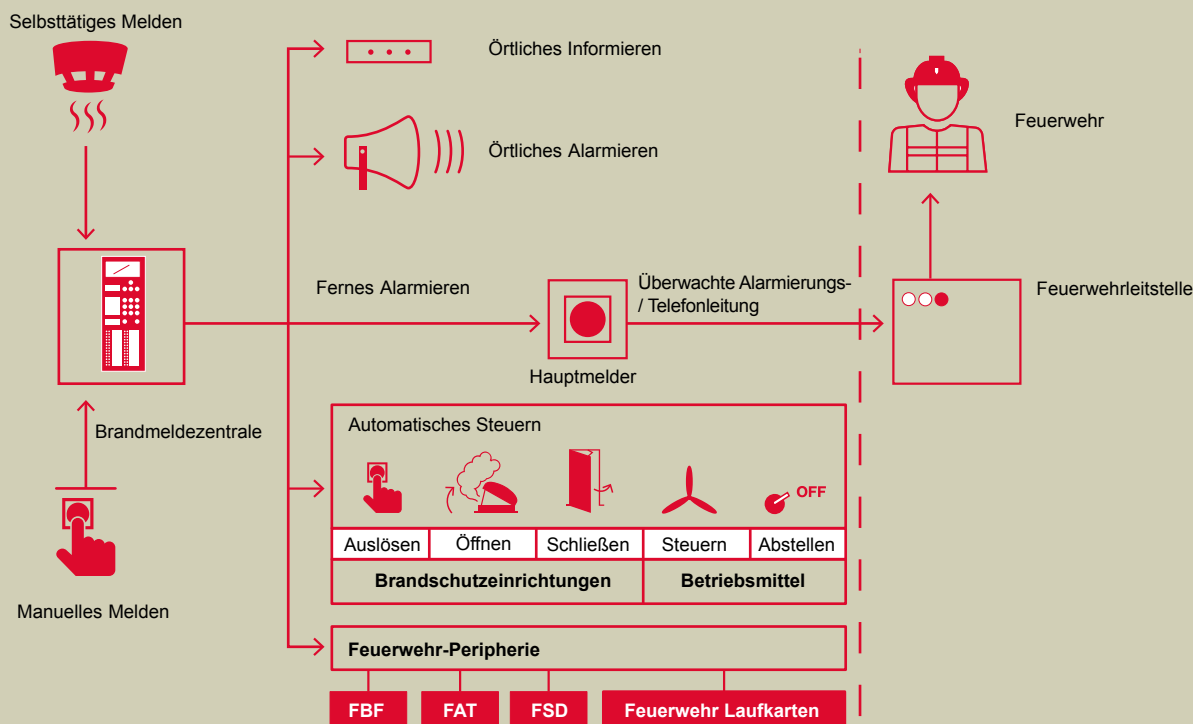 Selbsttätiges Melden
Örtliches Informieren
Örtliches Alarmieren
Feuerwehr
Fernes Alarmieren
Überwachte Alarmierungs-
/ Telefonleitung
Feuerwehrleitstelle
Hauptmelder
Brandmeldezentrale
Automatisches Steuern
OFF
Auslösen Öffnen Schließen Steuern Abstellen
Brandschutzeinrichtungen Betriebsmittel
Manuelles Melden
Feuerwehr-Peripherie
FBF FAT FSD Feuerwehr Laufkarten